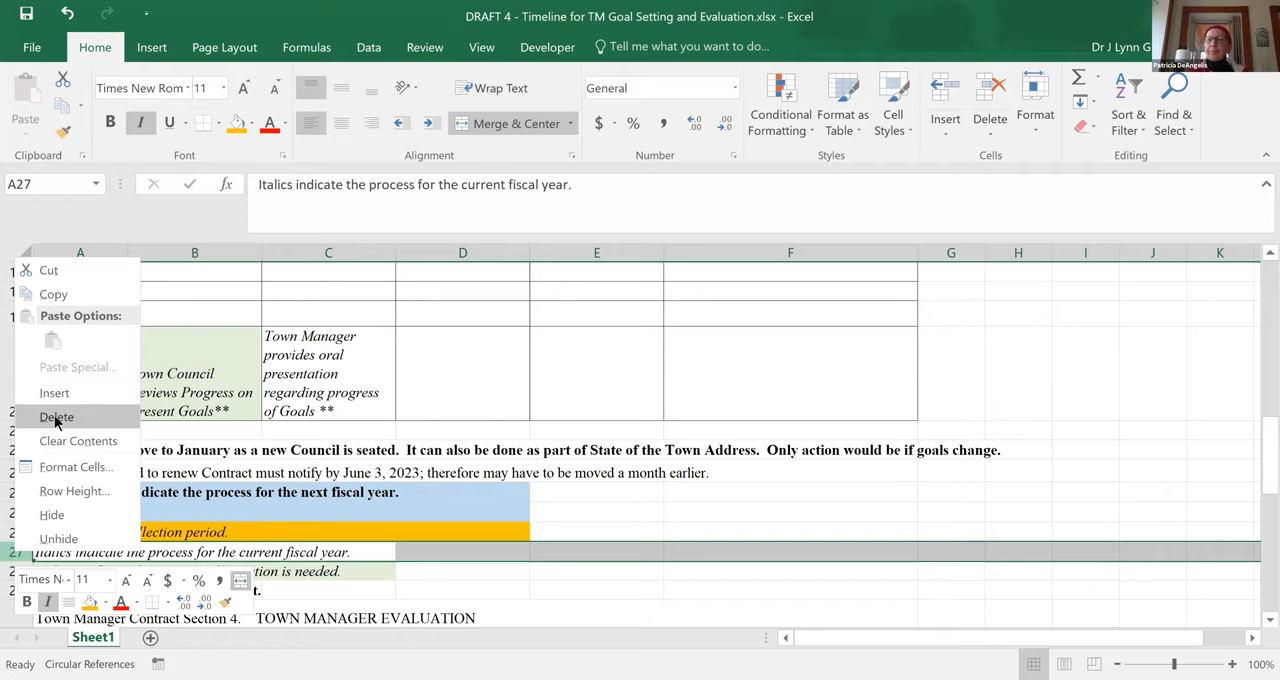 DRAFT 4 - Timeline for TM Goal Setting and Evaluation.xlsx - Excel
File Home Insert Page Layout Formulas Data Review View Developer Tell me what you want to do... Dr J Lynn G
Patricia DeAngelis
Paste
Times New Rom 11
B I U
Wrap Text
Merge & Center
General
$ %
Conditional Formatting
Format as Table
Cell Styles
Insert
Delete
Format
Sort & Filter
Find & Select
Clipboard Font Alignment Number Styles Cells Editing
A27 fx Italics indicate the process for the current fiscal year.
A B C D E F G H I J K
Cut
Copy
Paste Options:
Paste Special...
Insert
Delete
Clear Contents
Format Cells...
Row Height...
Hide
Unhide
own Council
eviews Progress on
resent Goals**
Town Manager
provides oral
presentation
regarding progress
of Goals **
ove to January as a new Council is seated. It can also be done as part of State of the Town Address. Only action would be if goals change.
d to renew Contract must notify by June 3, 2023; therefore may have to be moved a month earlier.
dicate the process for the next fiscal year.
llection period.
27 Italics indicate the process for the current fiscal year.
tion is needed.
Times N 11 $ %
B I
t.
Town Manager Contract Section 4. TOWN MANAGER EVALUATION
Sheet1
Ready Circular References 100%